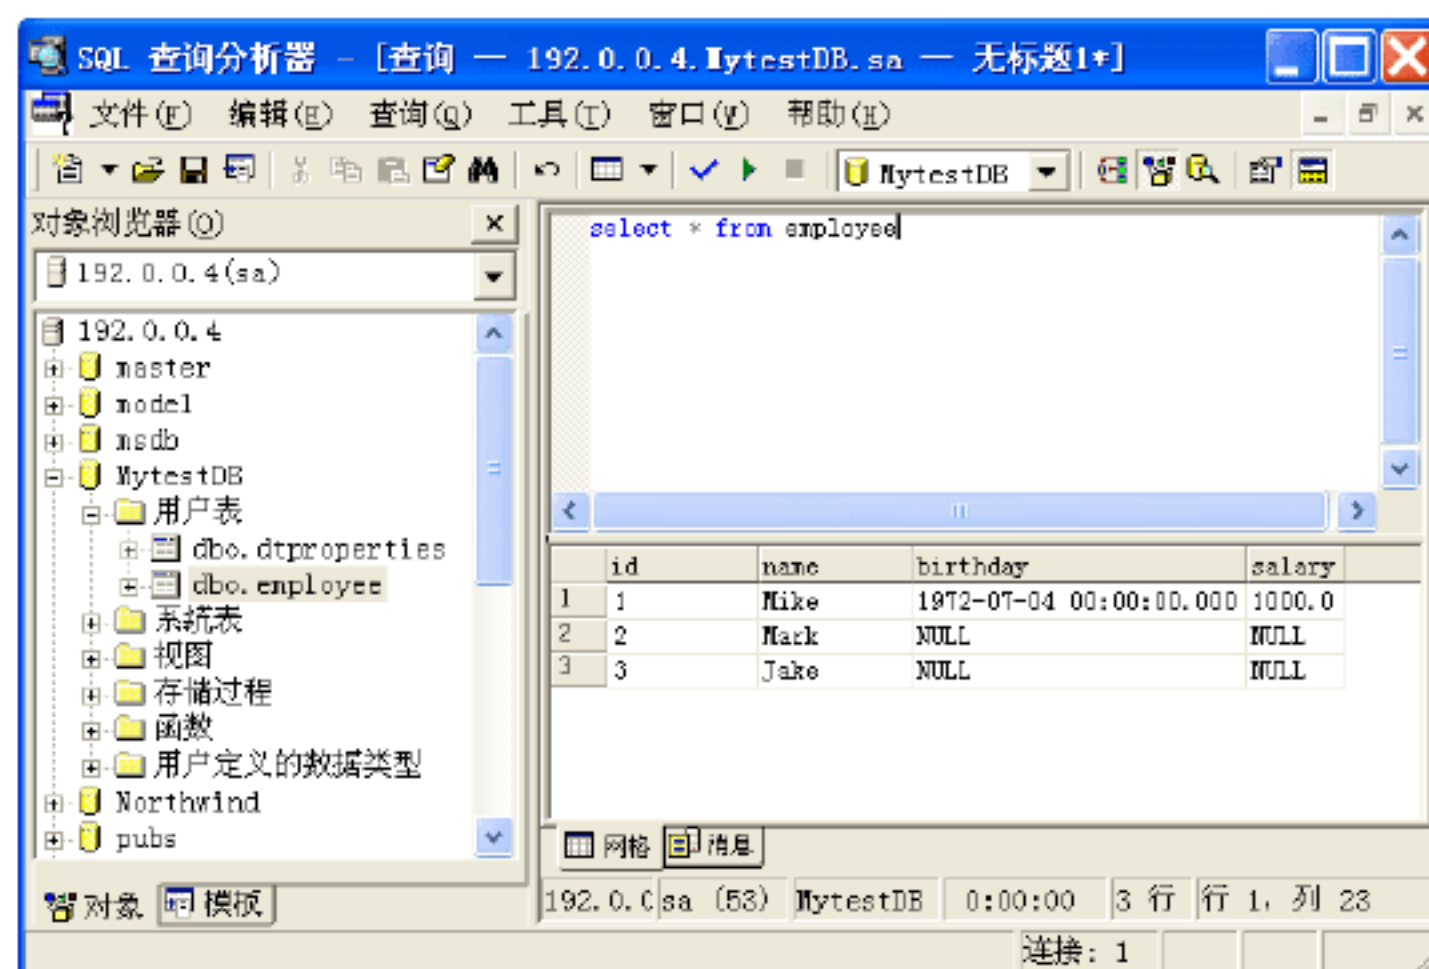 SQL 查询分析器 - [查询 — 192.0.0.4.MytestDB.sa — 无标题1*]
文件(F) 编辑(E) 查询(Q) 工具(T) 窗口(W) 帮助(H)
MytestDB
对象浏览器(O)
192.0.0.4(sa)
192.0.0.4
master
model
msdb
MytestDB
用户表
dbo.dtproperties
dbo.employee
系统表
视图
存储过程
函数
用户定义的数据类型
Northwind
pubs
对象 模板
select * from employee
id name birthday salary
1 1 Mike 1972-07-04 00:00:00.000 1000.0
2 2 Mark NULL NULL
3 3 Jake NULL NULL
网格 消息
192.0.0 sa (53) MytestDB 0:00:00 3 行 行 1, 列 23
连接: 1